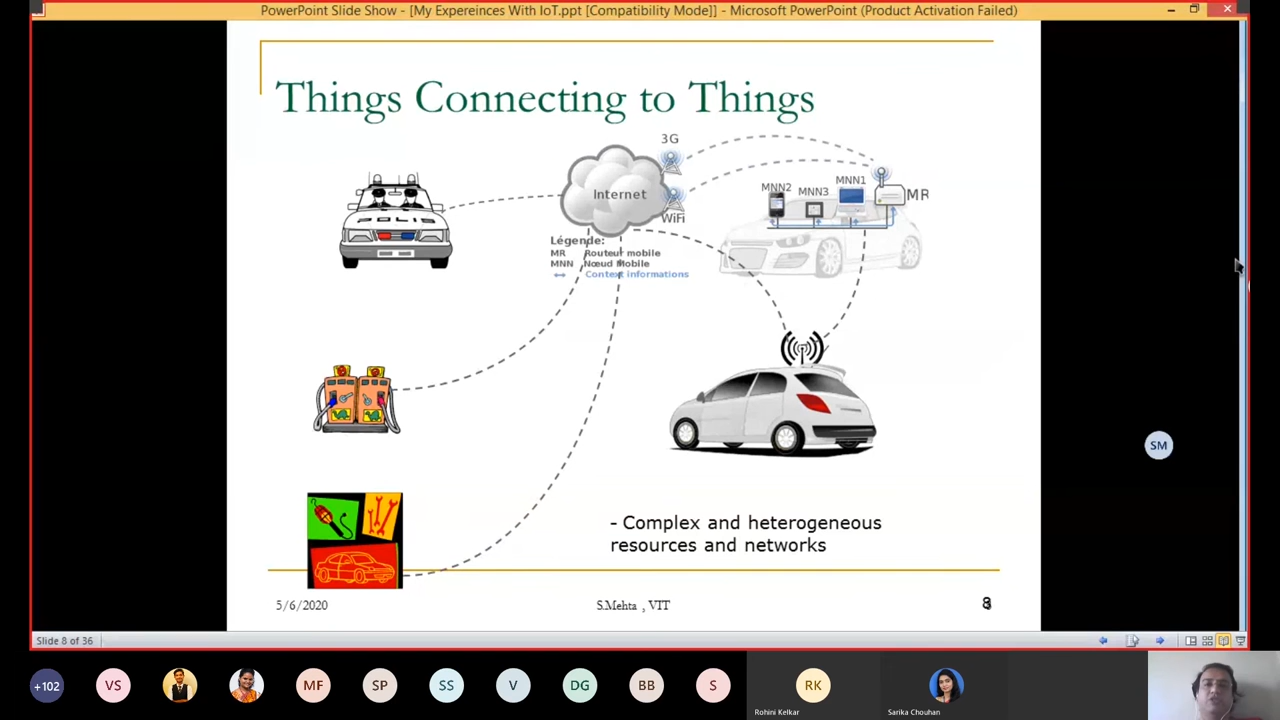 PowerPoint Slide Show - [My Expereinces With IoT.ppt [Compatibility Mode]] - Microsoft PowerPoint (Product Activation Failed)
Things Connecting to Things
3G
Internet
WiFi
MNN2
MNN3
MNN1
MR
POLIS
Légende:
MR Routeur mobile
MNN Nœud Mobile
Context informations
- Complex and heterogeneous
resources and networks
5/6/2020
S.Mehta , VIT
8
SM
Slide 8 of 36
+102
VS
MF
SP
SS
V
DG
BB
S
RK
Rohini Kelkar
Sarika Chouhan